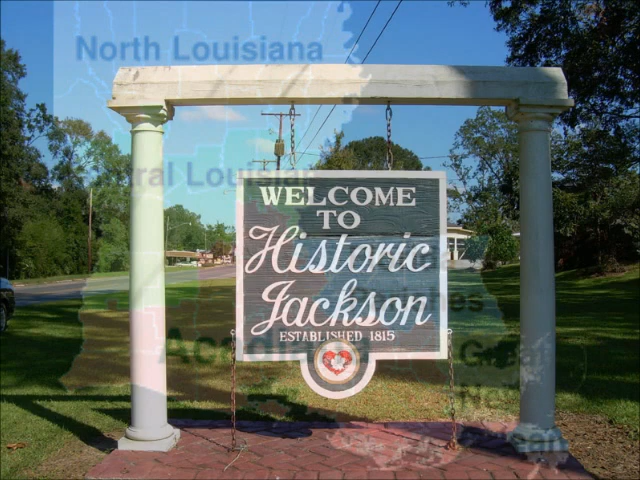 North Louisiana
WELCOME
TO
Historic
Jackson
ESTABLISHED 1815